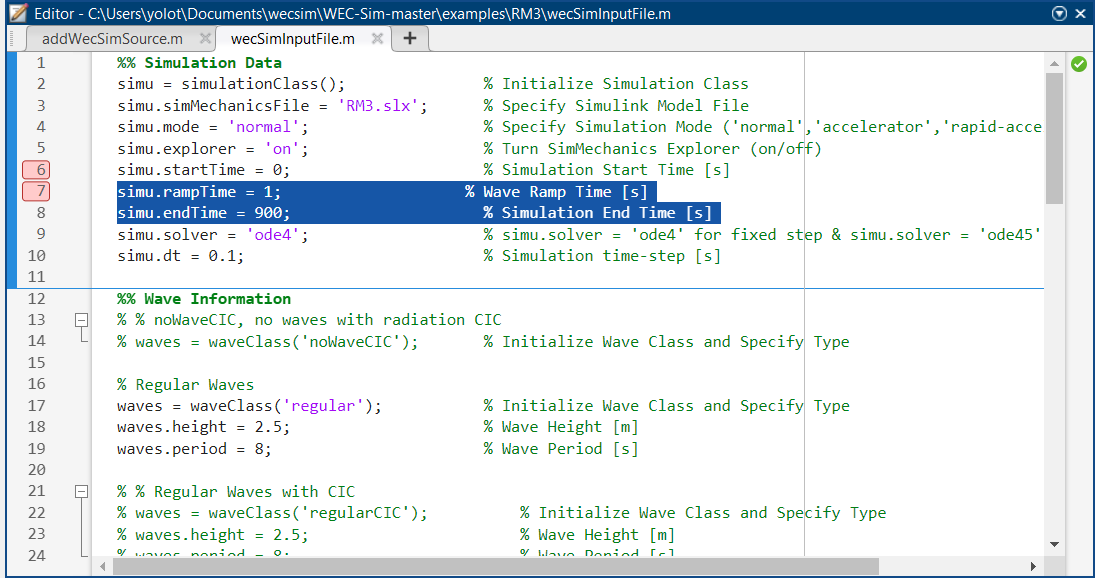 Editor - C:\Users\yolot\Documents\wecsim\WEC-Sim-master\examples\RM3\wecSimInputFile.m
addWecSimSource.m wecSimInputFile.m
1 %% Simulation Data
2 simu = simulationClass(); % Initialize Simulation Class
3 simu.simMechanicsFile = 'RM3.slx'; % Specify Simulink Model File
4 simu.mode = 'normal'; % Specify Simulation Mode ('normal','accelerator','rapid-acce
5 simu.explorer = 'on'; % Turn SimMechanics Explorer (on/off)
6 simu.startTime = 0; % Simulation Start Time [s]
7 simu.rampTime = 1; % Wave Ramp Time [s]
8 simu.endTime = 900; % Simulation End Time [s]
9 simu.solver = 'ode4'; % simu.solver = 'ode4' for fixed step & simu.solver = 'ode45'
10 simu.dt = 0.1; % Simulation time-step [s]
11
12 %% Wave Information
13 % % noWaveCIC, no waves with radiation CIC
14 % waves = waveClass('noWaveCIC'); % Initialize Wave Class and Specify Type
15
16 % Regular Waves
17 waves = waveClass('regular'); % Initialize Wave Class and Specify Type
18 waves.height = 2.5; % Wave Height [m]
19 waves.period = 8; % Wave Period [s]
20
21 % % Regular Waves with CIC
22 % waves = waveClass('regularCIC'); % Initialize Wave Class and Specify Type
23 % waves.height = 2.5; % Wave Height [m]
24 % waves.period = 8; % Wave Period [s]